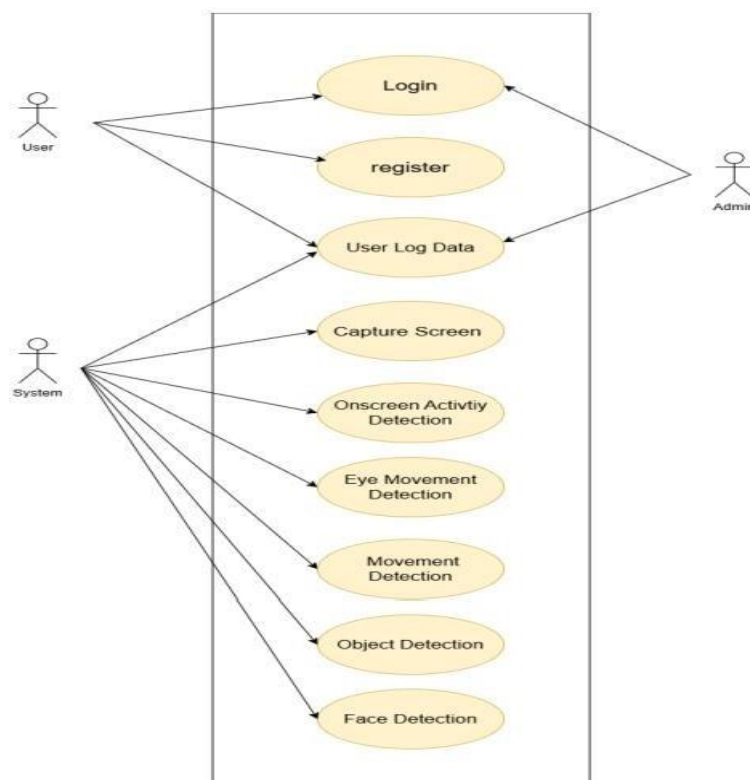 Login
User
register
Admin
User Log Data
Capture Screen
System
Onscreen Activtiy
Detection
Eye Movement
Detection
Movement
Detection
Object Detection
Face Detection